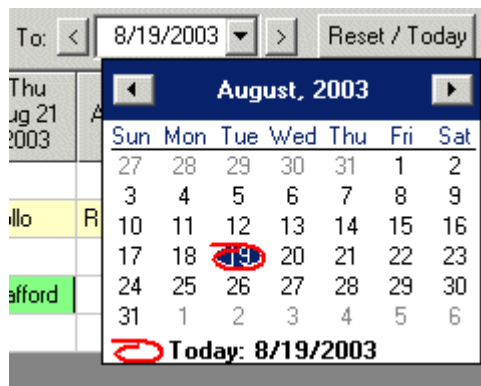 To: < 8/19/2003 > Reset / Today
Thu
ug 21
2003
A
August, 2003
Sun Mon Tue Wed Thu Fri Sat
27 28 29 30 31 1 2
3 4 5 6 7 8 9
ollo R 10 11 12 13 14 15 16
17 18 19 20 21 22 23
afford 24 25 26 27 28 29 30
31 1 2 3 4 5 6
Today: 8/19/2003